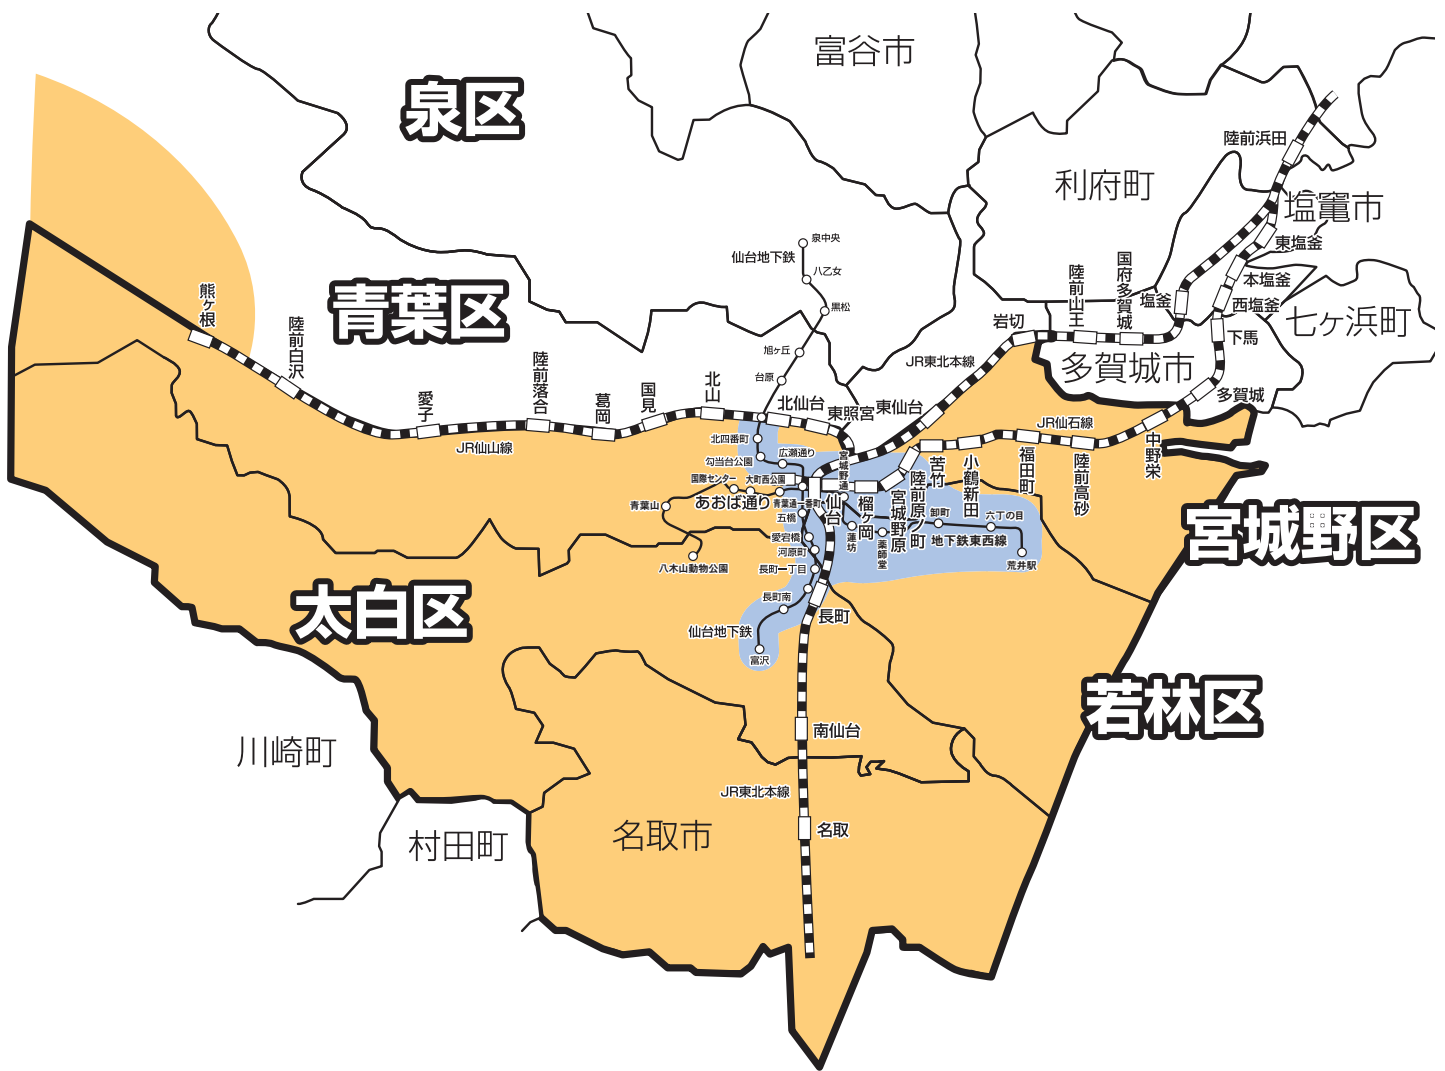 富谷市
泉区
陸前浜田
利府町
塩竈市
泉中央
東塩釜
仙台地下鉄
八乙女
国府多賀城
陸前山王
本塩釜
熊ヶ根
青葉区
黒松
塩釜
西塩釜
七ヶ浜町
陸前白沢
岩切
下馬
旭ヶ丘
JR東北本線
多賀城市
陸前落合
台原
国見
北山
愛子
葛岡
北仙台
東照宮
東仙台
多賀城
JR仙石線
JR仙山線
北四番町
中野栄
広瀬通り
宮城野通
勾当台公園
苦竹
小鶴新田
福田町
陸前高砂
国際センター
大町西公園
陸前原ノ町
青葉山
あおば通り
青葉通一番町
仙台
榴ヶ岡
宮城野原
卸町
六丁の目
宮城野区
五橋
愛宕橋
蓮坊
薬師堂
地下鉄東西線
河原町
荒井駅
八木山動物公園
長町一丁目
太白区
長町南
長町
仙台地下鉄
富沢
若林区
南仙台
川崎町
JR東北本線
名取
名取市
村田町